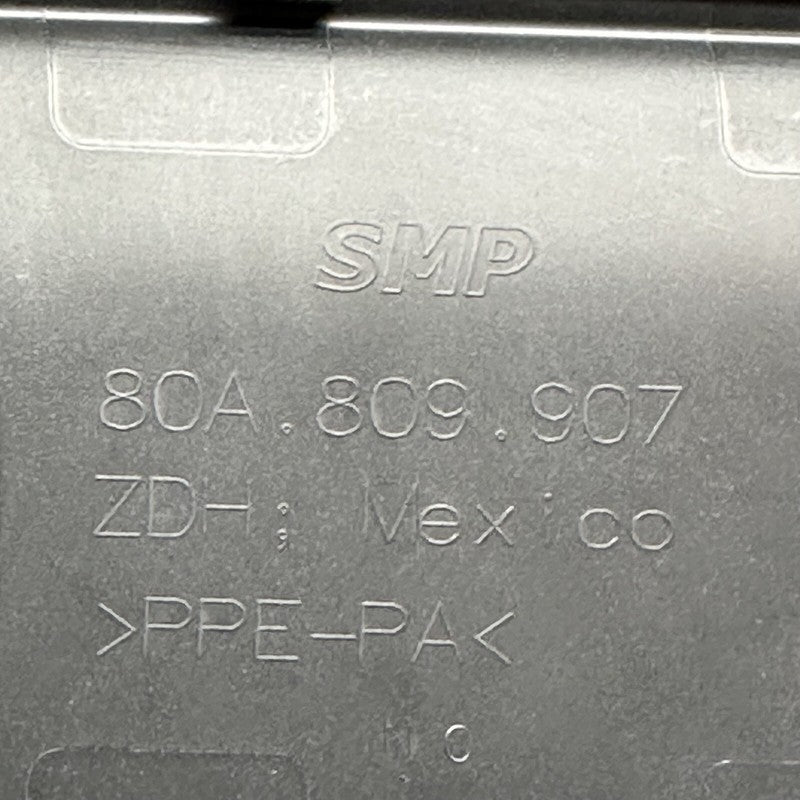 SMP
80A.809.907
ZDH; Mexico
>PPE-PA<